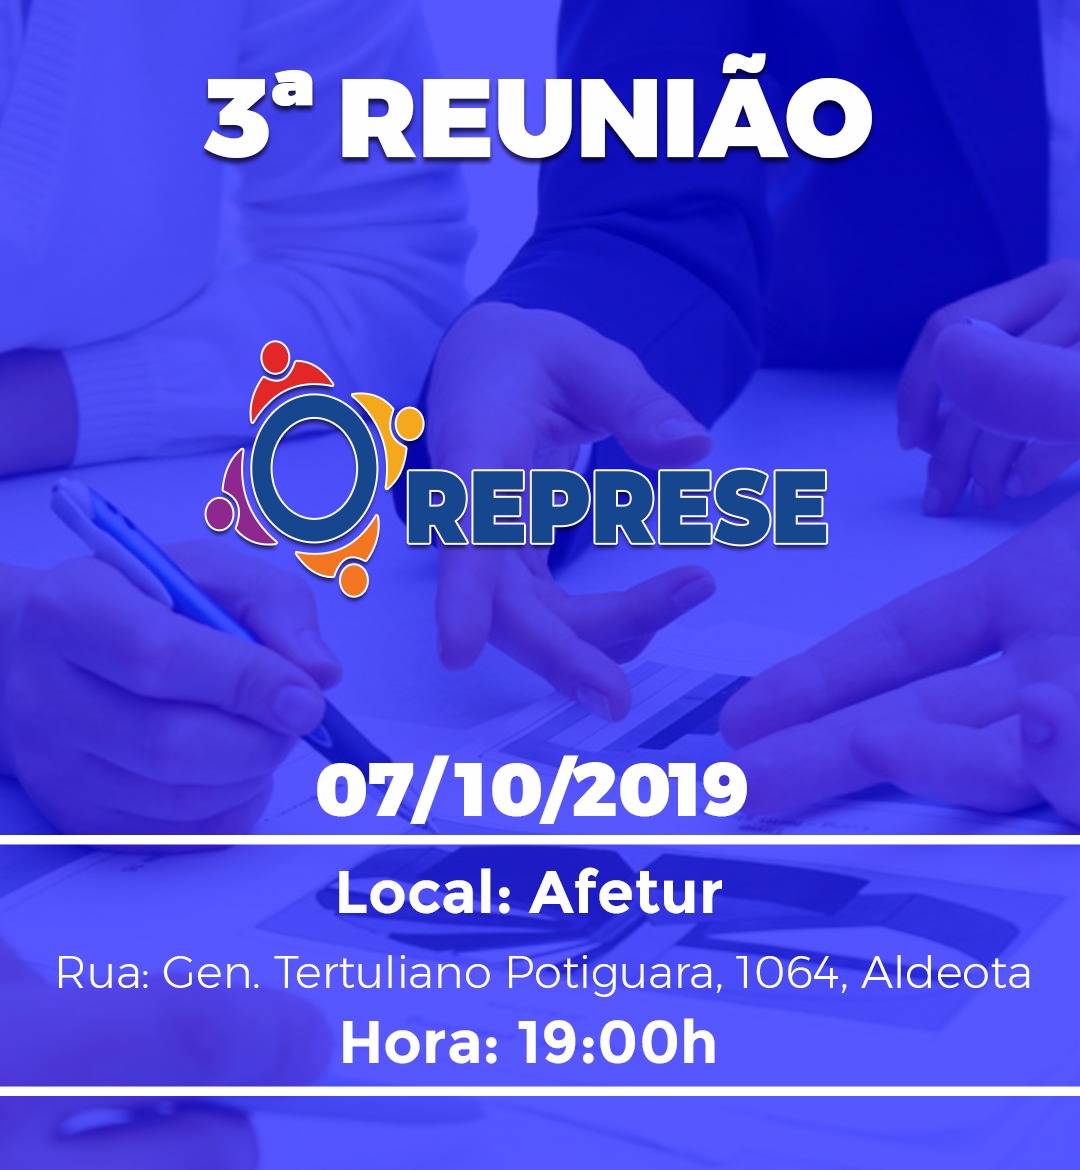 3ª REUNIÃO
REPRESE
07/10/2019
Local: Afetur
Rua: Gen. Tertuliano Potiguara, 1064, Aldeota
Hora: 19:00h